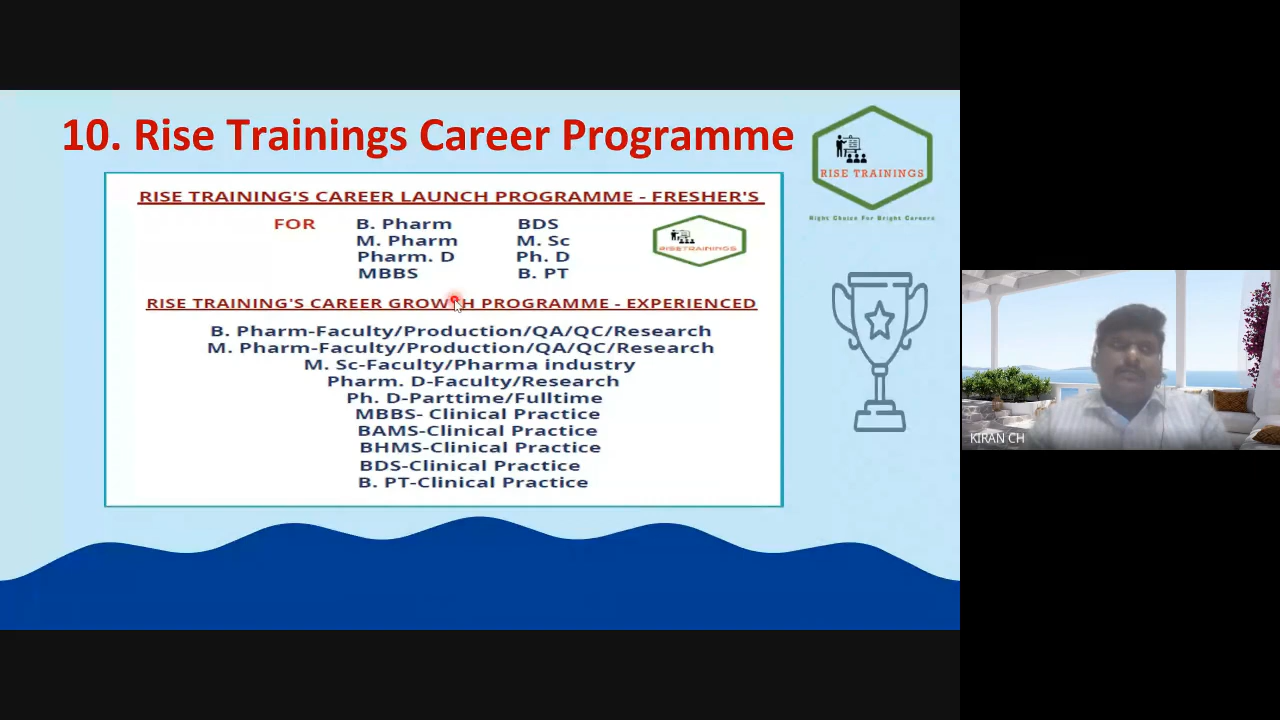 10. Rise Trainings Career Programme
RISE TRAININGS
Right Choice For Bright Careers
RISE TRAINING'S CAREER LAUNCH PROGRAMME - FRESHER'S
FOR B. Pharm BDS
M. Pharm M. Sc
Pharm. D Ph. D
MBBS B. PT
RISETRAININGS
RISE TRAINING'S CAREER GROWTH PROGRAMME - EXPERIENCED
B. Pharm-Faculty/Production/QA/QC/Research
M. Pharm-Faculty/Production/QA/QC/Research
M. Sc-Faculty/Pharma industry
Pharm. D-Faculty/Research
Ph. D-Parttime/Fulltime
MBBS- Clinical Practice
BAMS-Clinical Practice
BHMS-Clinical Practice
BDS-Clinical Practice
B. PT-Clinical Practice
KIRAN CH